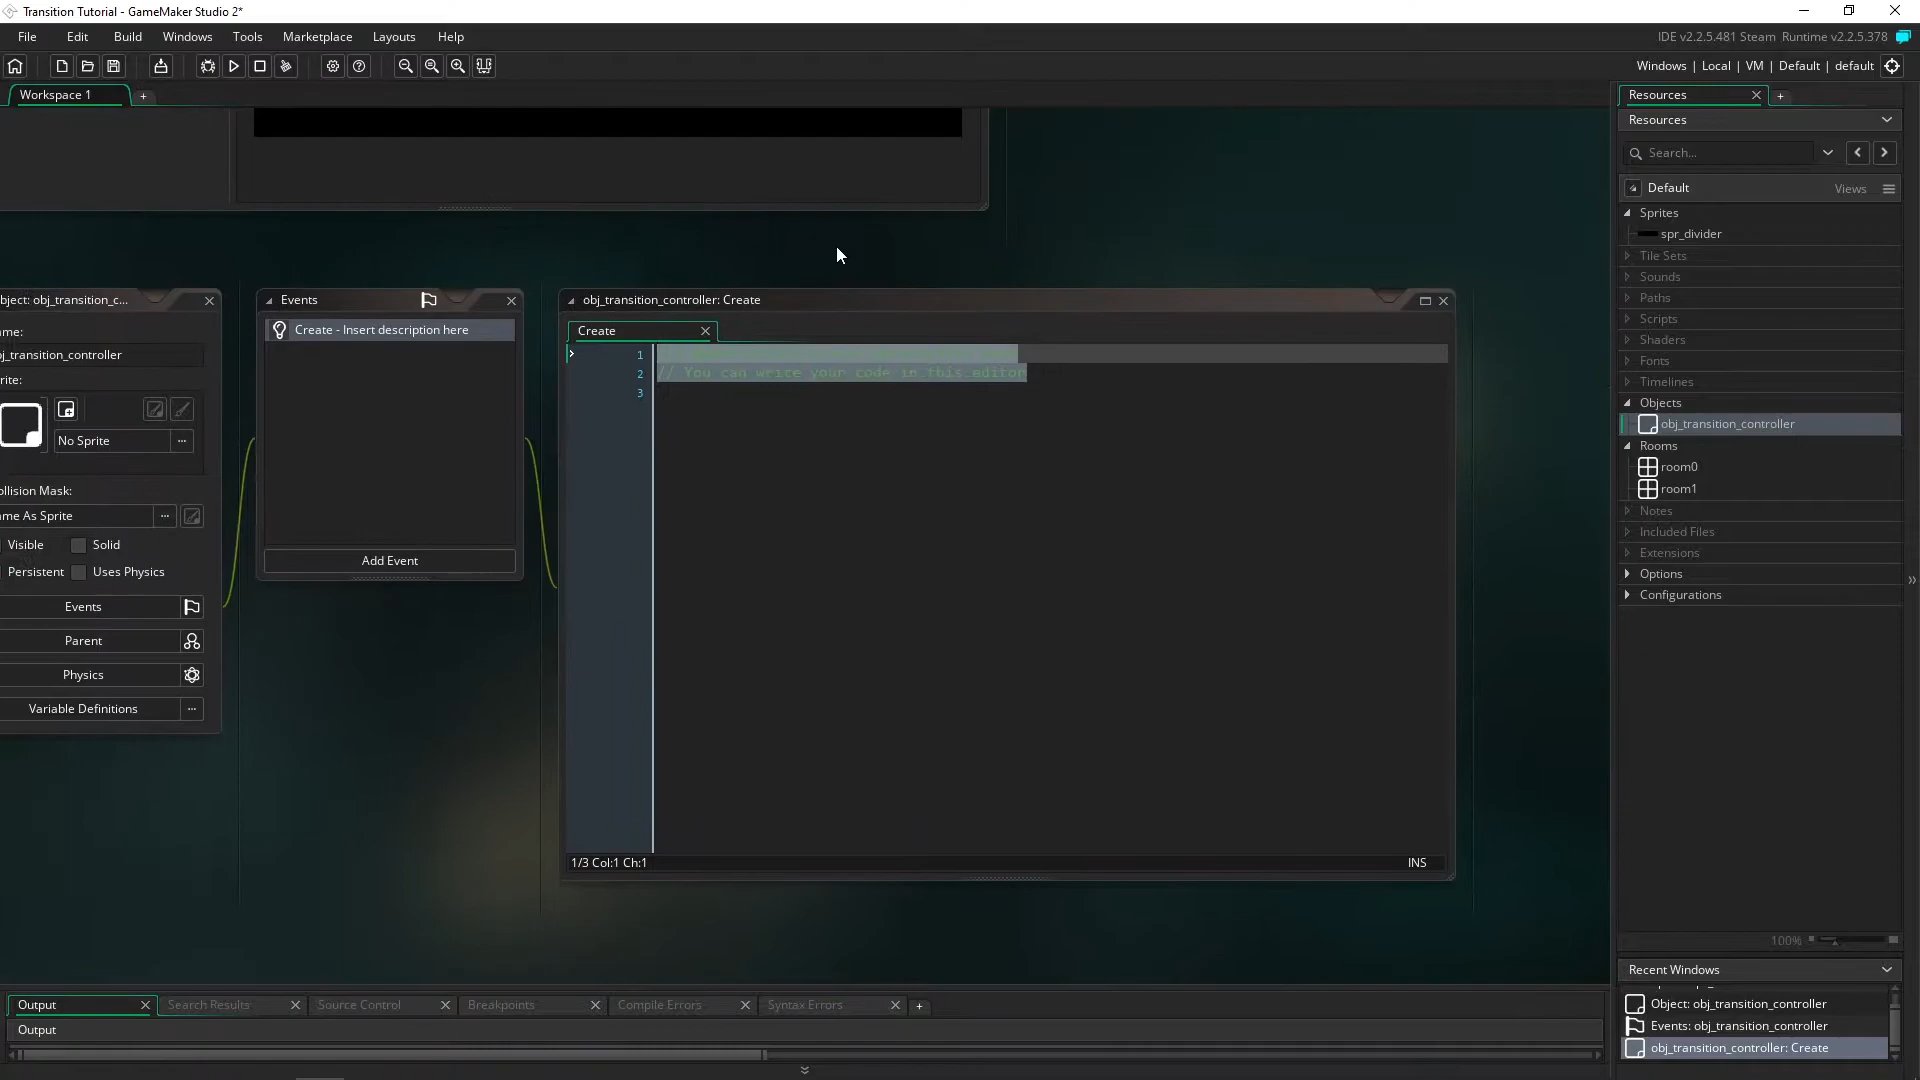 Transition Tutorial - GameMaker Studio 2*
File Edit Build Windows Tools Marketplace Layouts Help
IDE v2.2.5.481 Steam Runtime v2.2.5.378
Windows | Local | VM | Default | default
Workspace 1
+
Resources
+
Resources
Search...
Default
Views
Sprites
spr_divider
Tile Sets
Sounds
Paths
Scripts
Shaders
Fonts
Timelines
Objects
obj_transition_controller
Rooms
room0
room1
Notes
Included Files
Extensions
Options
Configurations
100%
Recent Windows
Object: obj_transition_controller
Events: obj_transition_controller
obj_transition_controller: Create
bject: obj_transition_c...
ame:
bj_transition_controller
rite:
No Sprite
...
ollision Mask:
ame As Sprite
...
Visible
Solid
Persistent
Uses Physics
Events
Parent
Physics
Variable Definitions
...
Events
Create - Insert description here
Add Event
obj_transition_controller: Create
Create
1
2 // You can write your code in this editor
3
1/3 Col:1 Ch:1
INS
Output
Search Results
Source Control
Breakpoints
Compile Errors
Syntax Errors
+
Output